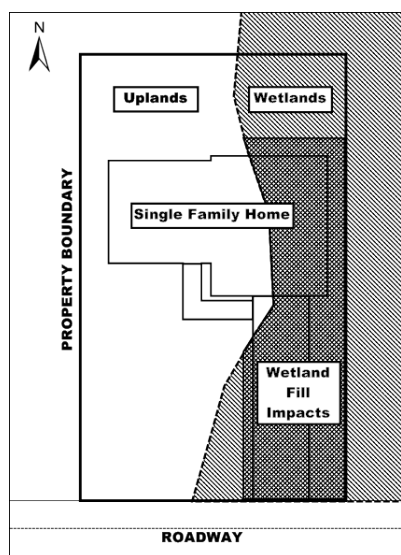 N
Uplands
Wetlands
PROPERTY BOUNDARY
Single Family Home
Wetland
Fill
Impacts
ROADWAY